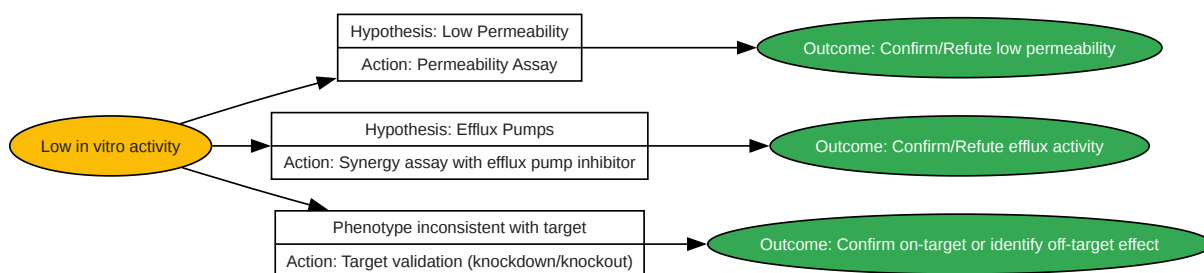 Low in vitro activity
Hypothesis: Low Permeability
Action: Permeability Assay
Outcome: Confirm/Refute low permeability
Hypothesis: Efflux Pumps
Action: Synergy assay with efflux pump inhibitor
Outcome: Confirm/Refute efflux activity
Phenotype inconsistent with target
Action: Target validation (knockdown/knockout)
Outcome: Confirm on-target or identify off-target effect